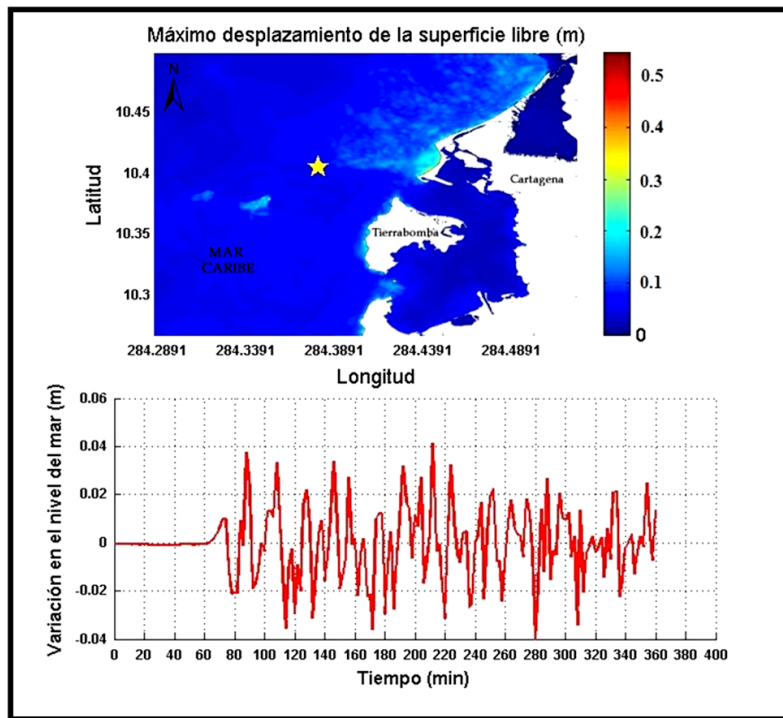 Máximo desplazamiento de la superficie libre (m)
N
10.45
10.4
10.35
10.3
Latitud
Cartagena
Tierrabomba
MAR
CARIBE
284.2891 284.3391 284.3891 284.4391 284.4891
Longitud
0.5
0.4
0.3
0.2
0.1
0
Variación en el nivel del mar (m)
0.06
0.04
0.02
0
-0.02
-0.04
0 20 40 60 80 100 120 140 160 180 200 220 240 260 280 300 320 340 360 380 400
Tiempo (min)